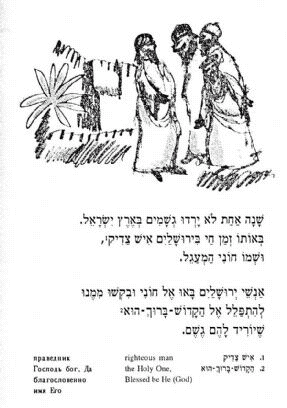 שָׁנָה אַחַת לֹא יָרְדוּ גְּשָׁמִים בְּאֶרֶץ יִשְׂרָאֵל.
בְּאוֹתוֹ זְמַן חַי בִּירוּשָׁלַיִם אִישׁ צַדִּיק¹,
וּשְׁמוֹ חוֹנִי הַמְעַגֵּל.
אַנְשֵׁי יְרוּשָׁלַיִם בָּאוּ אֶל חוֹנִי וּבִקְּשׁוּ מִמֶּנּוּ
לְהִתְפַּלֵּל אֶל הַקָּדוֹשׁ-בָּרוּךְ-הוּא²
שֶׁיּוֹרִיד לָהֶם גֶּשֶׁם.
праведник righteous man 1. אִישׁ צַדִּיק
Господь бог, Да the Holy One, 2. הַקָּדוֹשׁ-בָּרוּךְ-הוּא
благословенно Blessed be He (God)
имя Его